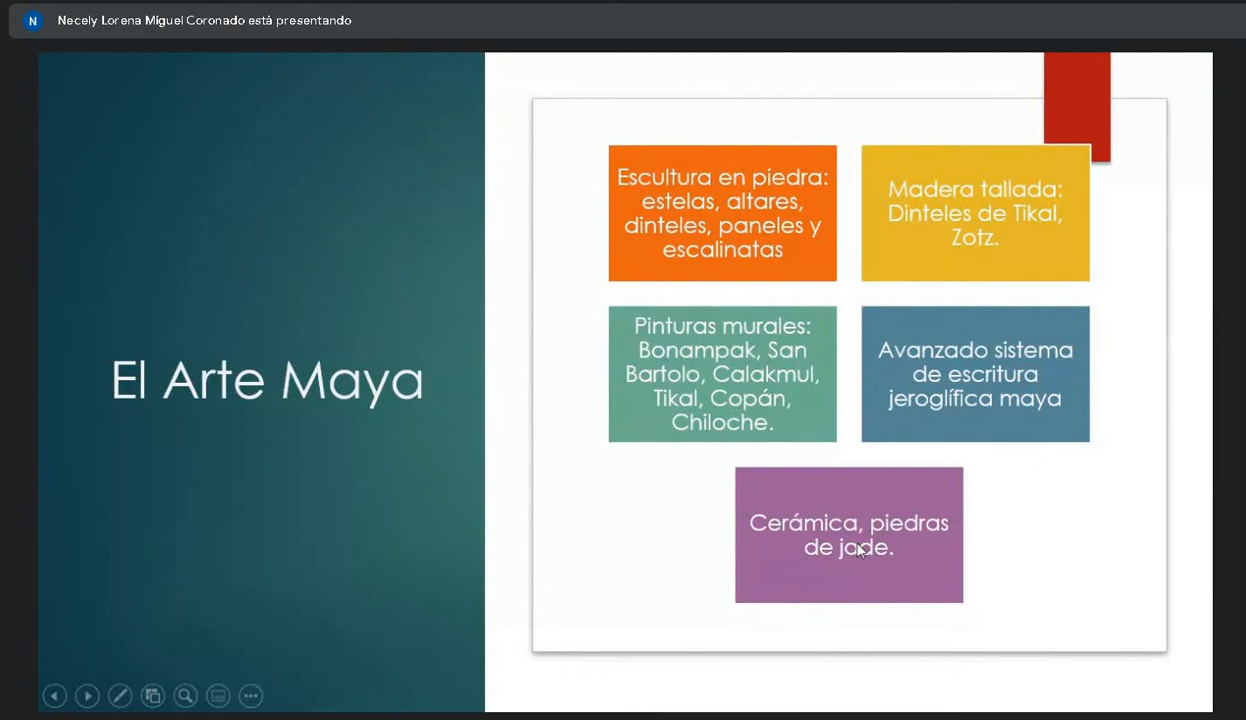 N
Necely Lorena Miguel Coronado está presentando
El Arte Maya
Escultura en piedra:
estelas, altares,
dinteles, paneles y
escalinatas
Madera tallada:
Dinteles de Tikal,
Zotz.
Pinturas murales:
Bonampak, San
Bartolo, Calakmul,
Tikal, Copán,
Chiloche.
Avanzado sistema
de escritura
jeroglífica maya
Cerámica, piedras
de jade.